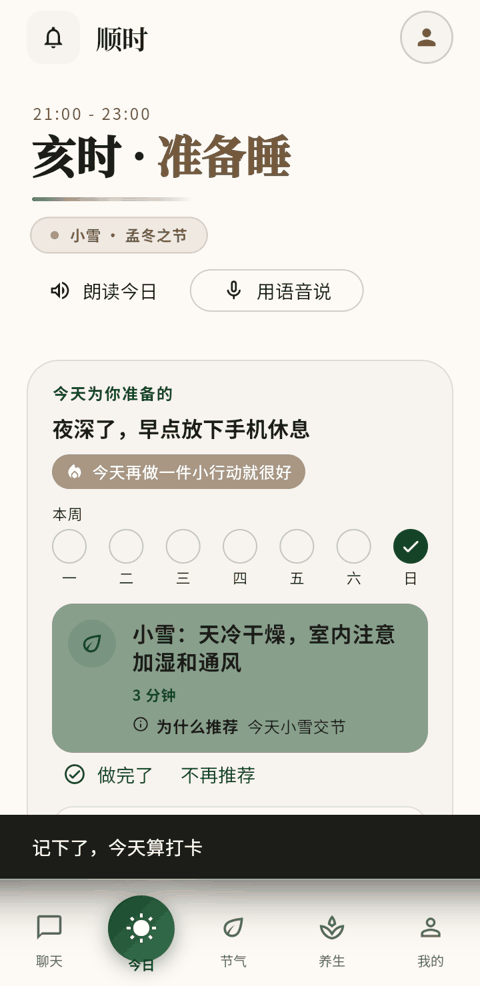 顺时
21:00 - 23:00
亥时 · 准备睡
小雪 · 孟冬之节
朗读今日
用语音说
今天为你准备的
夜深了，早点放下手机休息
今天再做一件小行动就很好
本周
一 二 三 四 五 六 日
小雪：天冷干燥，室内注意
加湿和通风
3 分钟
为什么推荐 今天小雪交节
做完了 不再推荐
记下了，今天算打卡
聊天 今日 节气 养生 我的